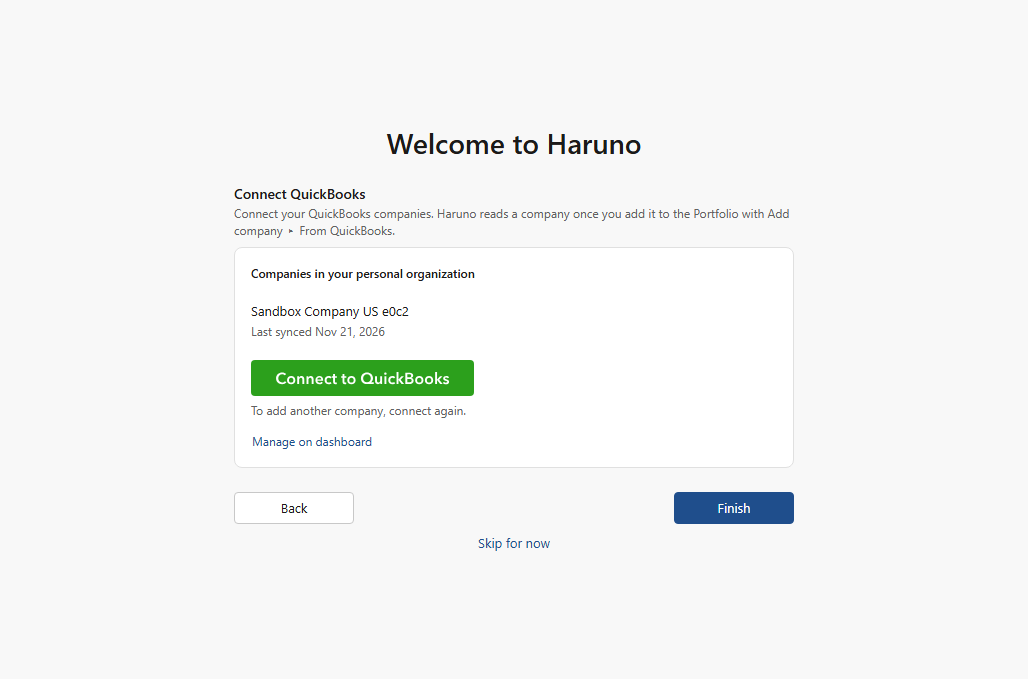 Welcome to Haruno
Connect QuickBooks
Connect your QuickBooks companies. Haruno reads a company once you add it to the Portfolio with Add
company ▸ From QuickBooks.
Companies in your personal organization
Sandbox Company US e0c2
Last synced Nov 21, 2026
Connect to QuickBooks
To add another company, connect again.
Manage on dashboard
Back
Finish
Skip for now